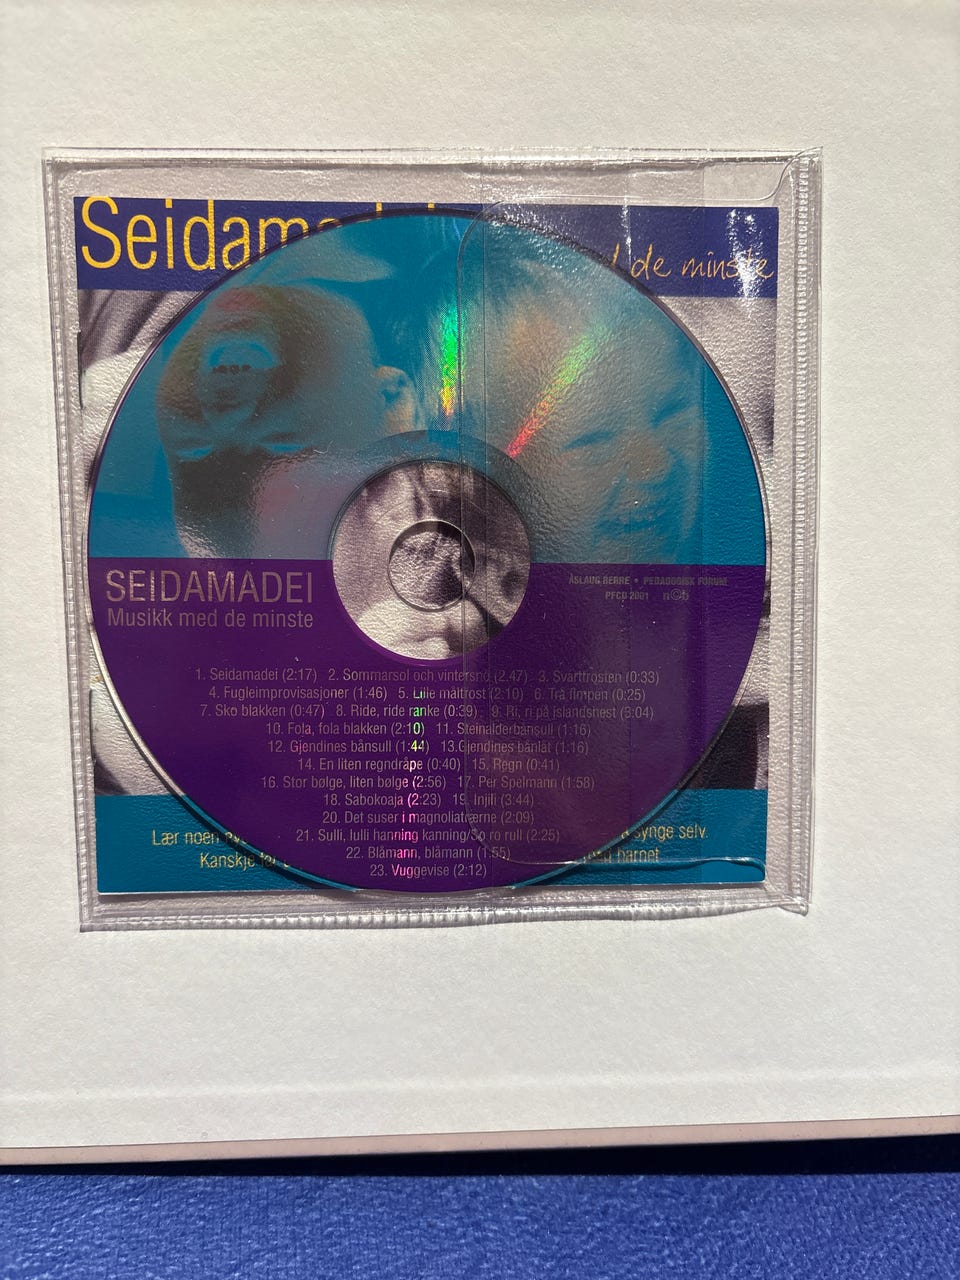 Seidama
de minste
SEIDAMADEI
Musikk med de minste
ÅSLAUG BERRE • PEDAGOGISK FORUM
PFCD 2001 n©b
1. Seidamadei (2:17) 2. Sommarsol och vintersnö (2.47) 3. Svarttrosten (0:33)
4. Fugleimprovisasjoner (1:46) 5. Lille måltrost (2:10) 6. Trå (0:25)
7. Sko blakken (0:47) 8. Ride, ride ranke (0:39) 9. Ri, ri på islandshest (3:04)
10. Fola, fola blakken (2:10) 11. Steinalderbånsull (1:16)
12. Gjendines bånsull (1:44) 13.Gjendines bånlåt (1.16)
14. En liten regndråpe (0:40) 15. Regn (0:41)
16. Stor bølge, liten bølge (2:56) 17. Per Spelmann (1:58)
18. Sabokoaja (2:23) 19. Injili (3:44)
20. Det suser i magnoliatrærne (2:09)
21. Sulli, lulli hanning kanning/So ro rull (2:25)
22. Blåmann, blåmann (1:55)
23. Vuggevise (2:12)
Lær noen synge selv.
Kanskje barnet